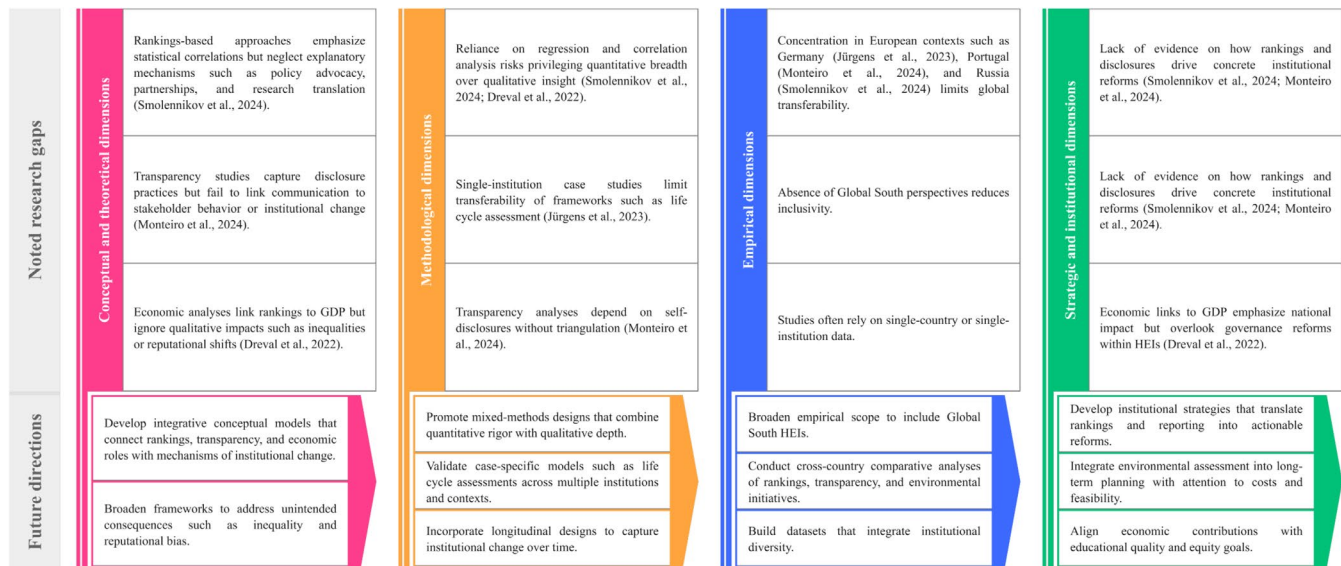 Noted research gaps
Conceptual and theoretical dimensions
Rankings-based approaches emphasize
statistical correlations but neglect explanatory
mechanisms such as policy advocacy,
partnerships, and research translation
(Smolennikov et al., 2024).
Transparency studies capture disclosure
practices but fail to link communication to
stakeholder behavior or institutional change
(Monteiro et al., 2024).
Economic analyses link rankings to GDP but
ignore qualitative impacts such as inequalities
or reputational shifts (Dreval et al., 2022).
Methodological dimensions
Reliance on regression and correlation
analysis risks privileging quantitative breadth
over qualitative insight (Smolennikov et al.,
2024; Dreval et al., 2022).
Single-institution case studies limit
transferability of frameworks such as life
cycle assessment (Jürgens et al., 2023).
Transparency analyses depend on self-
disclosures without triangulation (Monteiro et
al., 2024).
Empirical dimensions
Concentration in European contexts such as
Germany (Jürgens et al., 2023), Portugal
(Monteiro et al., 2024), and Russia
(Smolennikov et al., 2024) limits global
transferability.
Absence of Global South perspectives reduces
inclusivity.
Studies often rely on single-country or single-
institution data.
Strategic and institutional dimensions
Lack of evidence on how rankings and
disclosures drive concrete institutional
reforms (Smolennikov et al., 2024; Monteiro
et al., 2024).
Lack of evidence on how rankings and
disclosures drive concrete institutional
reforms (Smolennikov et al., 2024; Monteiro
et al., 2024).
Economic links to GDP emphasize national
impact but overlook governance reforms
within HEIs (Dreval et al., 2022).
Future directions
Develop integrative conceptual models that
connect rankings, transparency, and economic
roles with mechanisms of institutional change.
Broaden frameworks to address unintended
consequences such as inequality and
reputational bias.
Promote mixed-methods designs that combine
quantitative rigor with qualitative depth.
Validate case-specific models such as life
cycle assessments across multiple institutions
and contexts.
Incorporate longitudinal designs to capture
institutional change over time.
Broaden empirical scope to include Global
South HEIs.
Conduct cross-country comparative analyses
of rankings, transparency, and environmental
initiatives.
Build datasets that integrate institutional
diversity.
Develop institutional strategies that translate
rankings and reporting into actionable
reforms.
Integrate environmental assessment into long-
term planning with attention to costs and
feasibility.
Align economic contributions with
educational quality and equity goals.